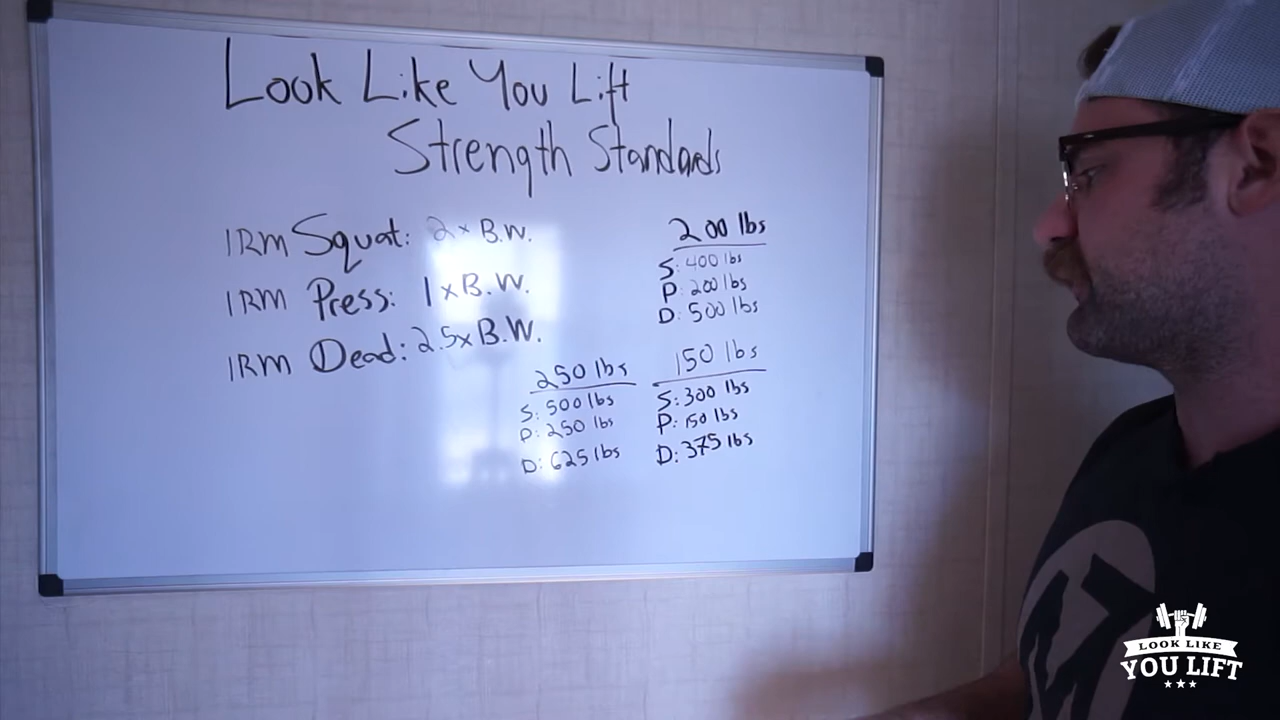 Look Like You Lift
Strength Standards
1RM Squat: 2 x B.W.
1RM Press: 1 x B.W.
1RM Dead: 2.5x B.W.
200 lbs
S: 400 lbs
P: 200 lbs
D: 500 lbs
250 lbs
S: 500 lbs
P: 250 lbs
D: 625 lbs
150 lbs
S: 300 lbs
P: 150 lbs
D: 375 lbs
LOOK LIKE
YOU LIFT